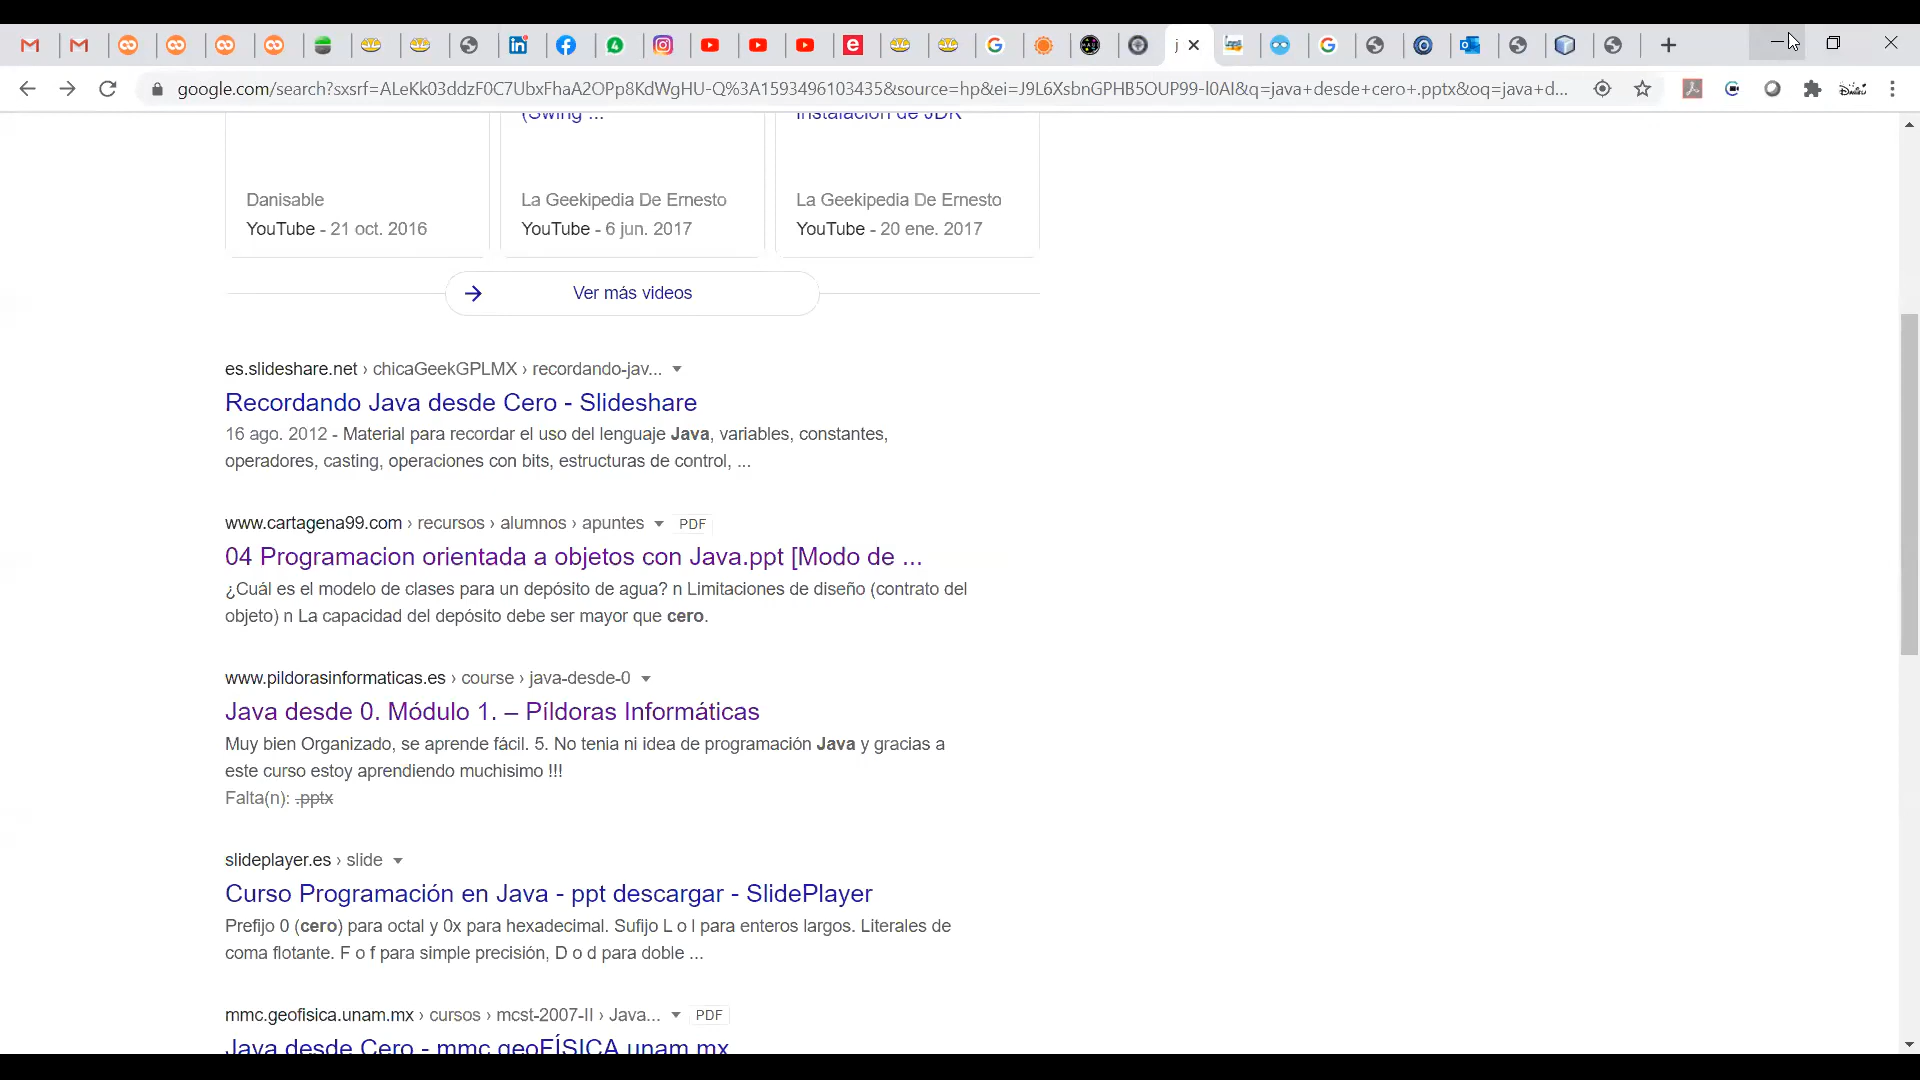 4
j
google.com/search?sxsrf=ALeKk03ddzF0C7UbxFhaA2OPp8KdWgHU-Q%3A1593496103435&source=hp&ei=J9L6XsbnGPHB5OUP99-l0AI&q=java+desde+cero+.pptx&oq=java+d...
(Swing ...
Instalación de JDK
Danisable
La Geekipedia De Ernesto
La Geekipedia De Ernesto
YouTube - 21 oct. 2016
YouTube - 6 jun. 2017
YouTube - 20 ene. 2017
Ver más videos
es.slideshare.net › chicaGeekGPLMX › recordando-jav...
Recordando Java desde Cero - Slideshare
16 ago. 2012 - Material para recordar el uso del lenguaje Java, variables, constantes,
operadores, casting, operaciones con bits, estructuras de control, ...
www.cartagena99.com › recursos › alumnos › apuntes PDF
04 Programacion orientada a objetos con Java.ppt [Modo de ...
¿Cuál es el modelo de clases para un depósito de agua? n Limitaciones de diseño (contrato del
objeto) n La capacidad del depósito debe ser mayor que cero.
www.pildorasinformaticas.es › course › java-desde-0
Java desde 0. Módulo 1. – Píldoras Informáticas
Muy bien Organizado, se aprende fácil. 5. No tenia ni idea de programación Java y gracias a
este curso estoy aprendiendo muchisimo !!!
Falta(n): .pptx
slideplayer.es › slide
Curso Programación en Java - ppt descargar - SlidePlayer
Prefijo 0 (cero) para octal y 0x para hexadecimal. Sufijo L o l para enteros largos. Literales de
coma flotante. F o f para simple precisión, D o d para doble ...
mmc.geofisica.unam.mx › cursos › mcst-2007-II › Java... PDF
Java desde Cero - mmc geoFÍSICA unam mx